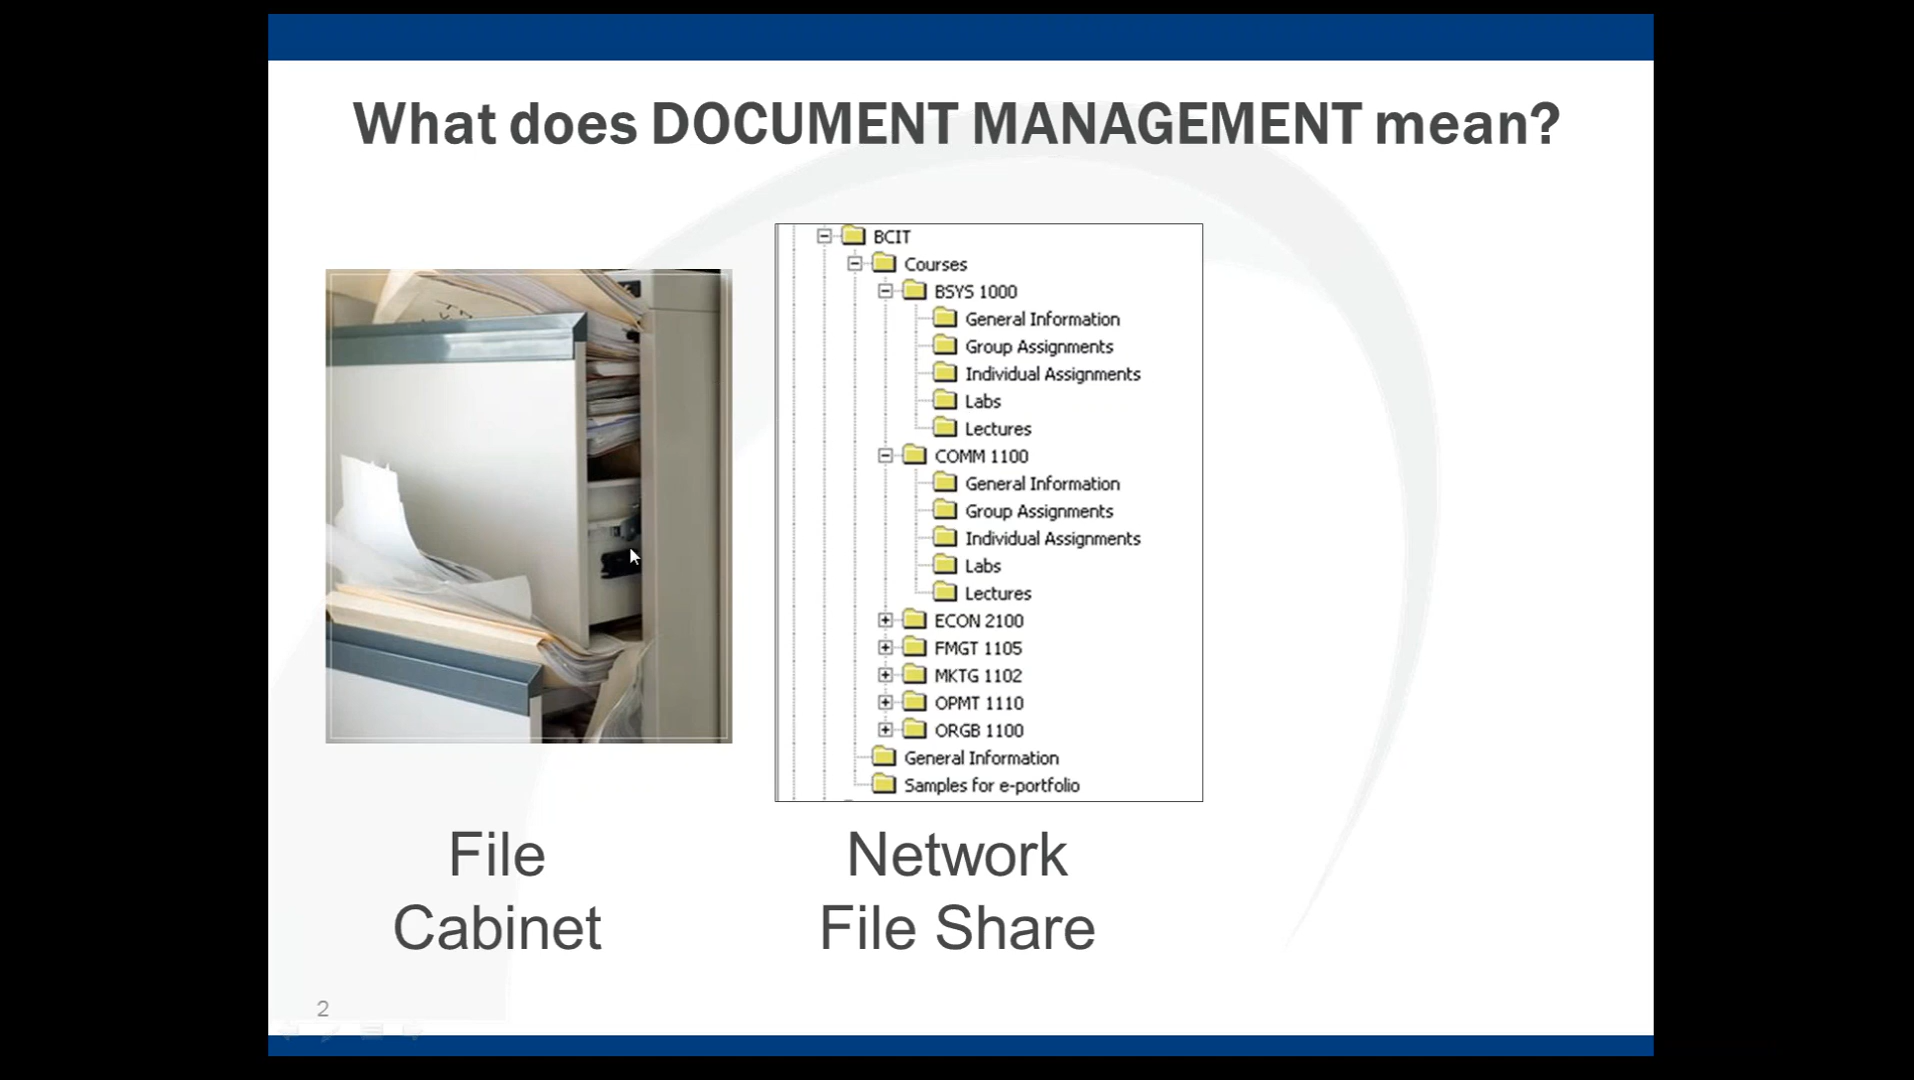 What does DOCUMENT MANAGEMENT mean?
BCIT
Courses
BSYS 1000
General Information
Group Assignments
Individual Assignments
Labs
Lectures
COMM 1100
General Information
Group Assignments
Individual Assignments
Labs
Lectures
ECON 2100
FMGT 1105
MKTG 1102
OPMT 1110
ORGB 1100
General Information
Samples for e-portfolio
File
Cabinet
Network
File Share
2